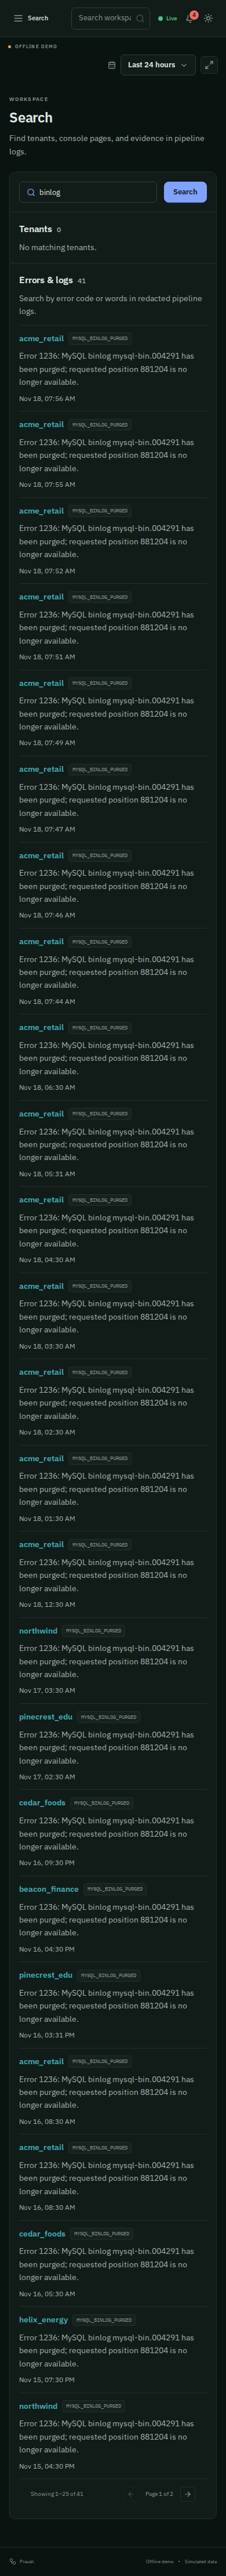 Search
Search workspa
Live
4
OFFLINE DEMO
Last 24 hours
WORKSPACE
Search
Find tenants, console pages, and evidence in pipeline
logs.
binlog
Search
Tenants 0
No matching tenants.
Errors & logs 41
Search by error code or words in redacted pipeline
logs.
acme_retail MYSQL_BINLOG_PURGED
Error 1236: MySQL binlog mysql-bin.004291 has
been purged; requested position 881204 is no
longer available.
Nov 18, 07:56 AM
acme_retail MYSQL_BINLOG_PURGED
Error 1236: MySQL binlog mysql-bin.004291 has
been purged; requested position 881204 is no
longer available.
Nov 18, 07:55 AM
acme_retail MYSQL_BINLOG_PURGED
Error 1236: MySQL binlog mysql-bin.004291 has
been purged; requested position 881204 is no
longer available.
Nov 18, 07:52 AM
acme_retail MYSQL_BINLOG_PURGED
Error 1236: MySQL binlog mysql-bin.004291 has
been purged; requested position 881204 is no
longer available.
Nov 18, 07:51 AM
acme_retail MYSQL_BINLOG_PURGED
Error 1236: MySQL binlog mysql-bin.004291 has
been purged; requested position 881204 is no
longer available.
Nov 18, 07:49 AM
acme_retail MYSQL_BINLOG_PURGED
Error 1236: MySQL binlog mysql-bin.004291 has
been purged; requested position 881204 is no
longer available.
Nov 18, 07:47 AM
acme_retail MYSQL_BINLOG_PURGED
Error 1236: MySQL binlog mysql-bin.004291 has
been purged; requested position 881204 is no
longer available.
Nov 18, 07:46 AM
acme_retail MYSQL_BINLOG_PURGED
Error 1236: MySQL binlog mysql-bin.004291 has
been purged; requested position 881204 is no
longer available.
Nov 18, 07:44 AM
acme_retail MYSQL_BINLOG_PURGED
Error 1236: MySQL binlog mysql-bin.004291 has
been purged; requested position 881204 is no
longer available.
Nov 18, 06:30 AM
acme_retail MYSQL_BINLOG_PURGED
Error 1236: MySQL binlog mysql-bin.004291 has
been purged; requested position 881204 is no
longer available.
Nov 18, 05:31 AM
acme_retail MYSQL_BINLOG_PURGED
Error 1236: MySQL binlog mysql-bin.004291 has
been purged; requested position 881204 is no
longer available.
Nov 18, 04:30 AM
acme_retail MYSQL_BINLOG_PURGED
Error 1236: MySQL binlog mysql-bin.004291 has
been purged; requested position 881204 is no
longer available.
Nov 18, 03:30 AM
acme_retail MYSQL_BINLOG_PURGED
Error 1236: MySQL binlog mysql-bin.004291 has
been purged; requested position 881204 is no
longer available.
Nov 18, 02:30 AM
acme_retail MYSQL_BINLOG_PURGED
Error 1236: MySQL binlog mysql-bin.004291 has
been purged; requested position 881204 is no
longer available.
Nov 18, 01:30 AM
acme_retail MYSQL_BINLOG_PURGED
Error 1236: MySQL binlog mysql-bin.004291 has
been purged; requested position 881204 is no
longer available.
Nov 18, 12:30 AM
northwind MYSQL_BINLOG_PURGED
Error 1236: MySQL binlog mysql-bin.004291 has
been purged; requested position 881204 is no
longer available.
Nov 17, 03:30 AM
pinecrest_edu MYSQL_BINLOG_PURGED
Error 1236: MySQL binlog mysql-bin.004291 has
been purged; requested position 881204 is no
longer available.
Nov 17, 02:30 AM
cedar_foods MYSQL_BINLOG_PURGED
Error 1236: MySQL binlog mysql-bin.004291 has
been purged; requested position 881204 is no
longer available.
Nov 16, 09:30 PM
beacon_finance MYSQL_BINLOG_PURGED
Error 1236: MySQL binlog mysql-bin.004291 has
been purged; requested position 881204 is no
longer available.
Nov 16, 04:30 PM
pinecrest_edu MYSQL_BINLOG_PURGED
Error 1236: MySQL binlog mysql-bin.004291 has
been purged; requested position 881204 is no
longer available.
Nov 16, 03:31 PM
acme_retail MYSQL_BINLOG_PURGED
Error 1236: MySQL binlog mysql-bin.004291 has
been purged; requested position 881204 is no
longer available.
Nov 16, 08:30 AM
acme_retail MYSQL_BINLOG_PURGED
Error 1236: MySQL binlog mysql-bin.004291 has
been purged; requested position 881204 is no
longer available.
Nov 16, 08:30 AM
cedar_foods MYSQL_BINLOG_PURGED
Error 1236: MySQL binlog mysql-bin.004291 has
been purged; requested position 881204 is no
longer available.
Nov 16, 05:30 AM
helix_energy MYSQL_BINLOG_PURGED
Error 1236: MySQL binlog mysql-bin.004291 has
been purged; requested position 881204 is no
longer available.
Nov 15, 07:30 PM
northwind MYSQL_BINLOG_PURGED
Error 1236: MySQL binlog mysql-bin.004291 has
been purged; requested position 881204 is no
longer available.
Nov 15, 04:30 PM
Showing 1–25 of 41
Page 1 of 2
Offline demo • Simulated data